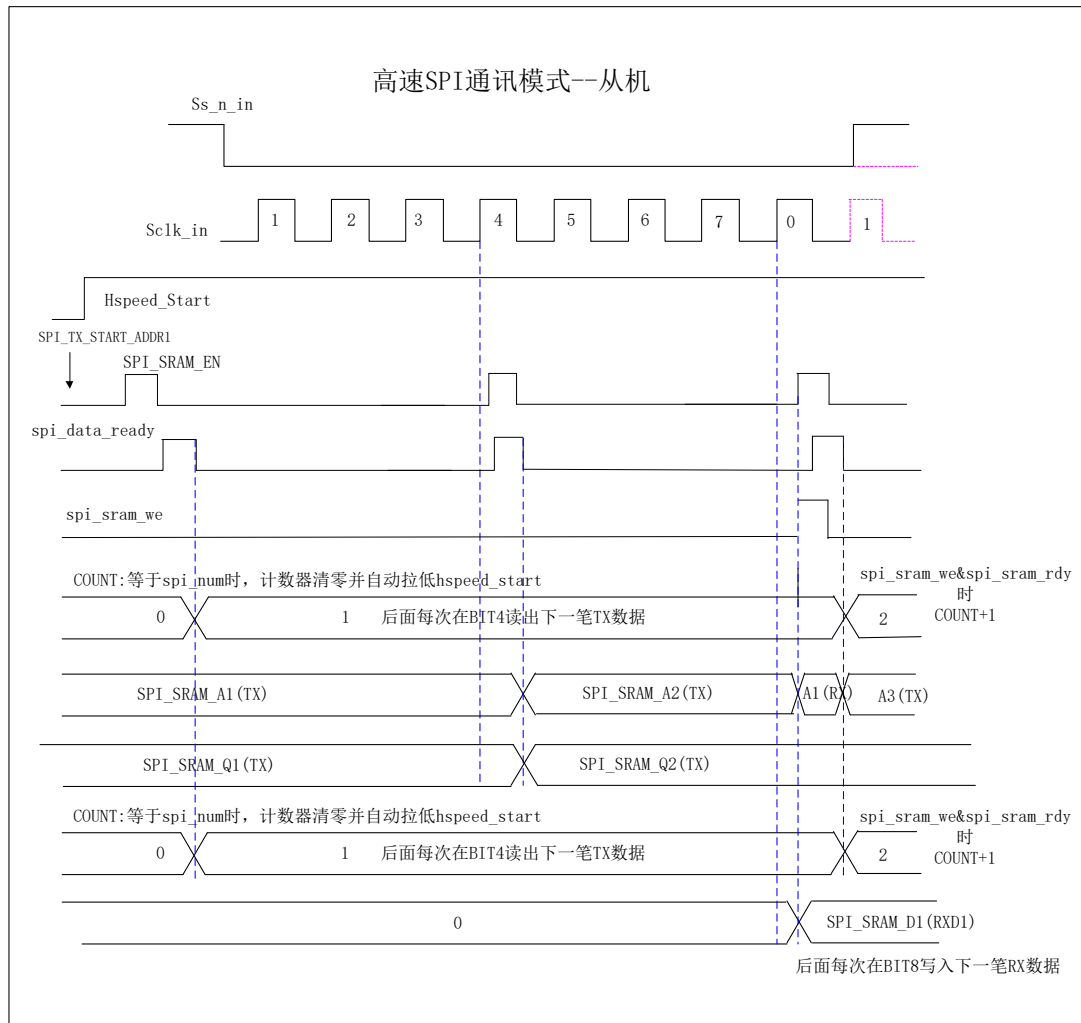 高速SPI通讯模式--从机
Ss_n_in
1 2 3 4 5 6 7 0 1
Sclk_in
Hspeed_Start
SPI_TX_START_ADDR1
SPI_SRAM_EN
spi_data_ready
spi_sram_we
COUNT:等于spi_num时，计数器清零并自动拉低hspeed_start
spi_sram_we&spi_sram_rdy
时
COUNT+1
0 1 后面每次在BIT4读出下一笔TX数据 2
SPI_SRAM_A1(TX) SPI_SRAM_A2(TX) A1(RX) A3(TX)
SPI_SRAM_Q1(TX) SPI_SRAM_Q2(TX)
COUNT:等于spi_num时，计数器清零并自动拉低hspeed_start
spi_sram_we&spi_sram_rdy
时
COUNT+1
0 1 后面每次在BIT4读出下一笔TX数据 2
0 SPI_SRAM_D1(RXD1)
后面每次在BIT8写入下一笔RX数据